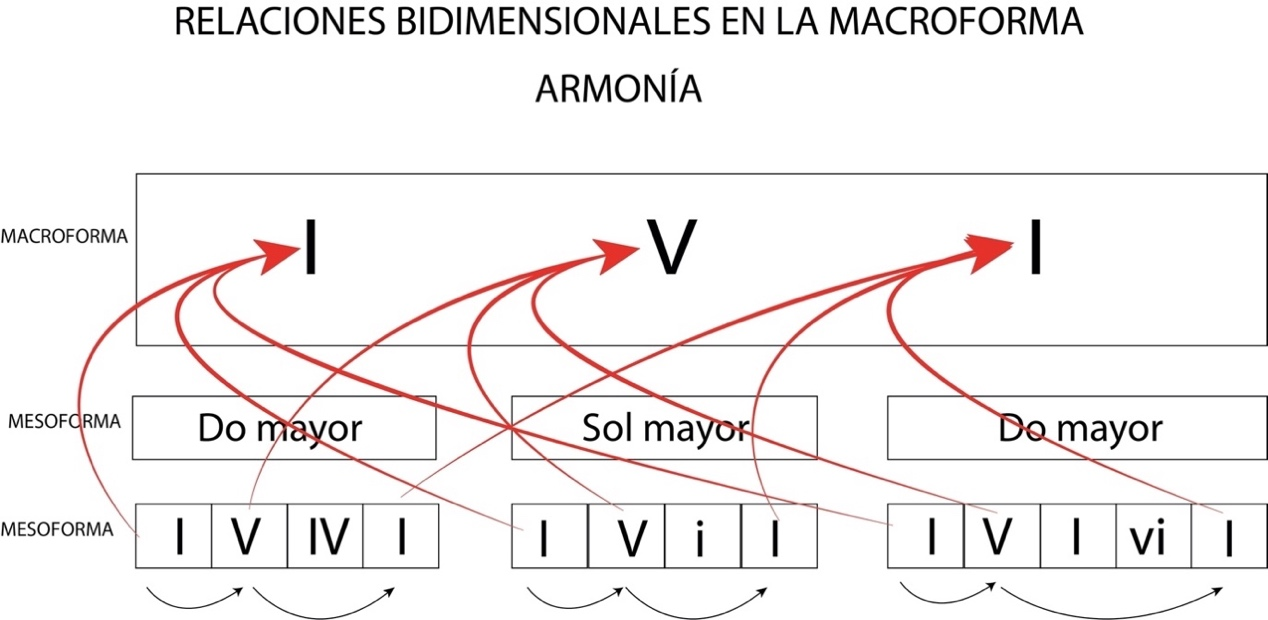 RELACIONES BIDIMENSIONALES EN LA MACROFORMA
ARMONÍA
MACROFORMA I V I
MESOFORMA Do mayor Sol mayor Do mayor
MESOFORMA I V IV I I V i I I V I vi I